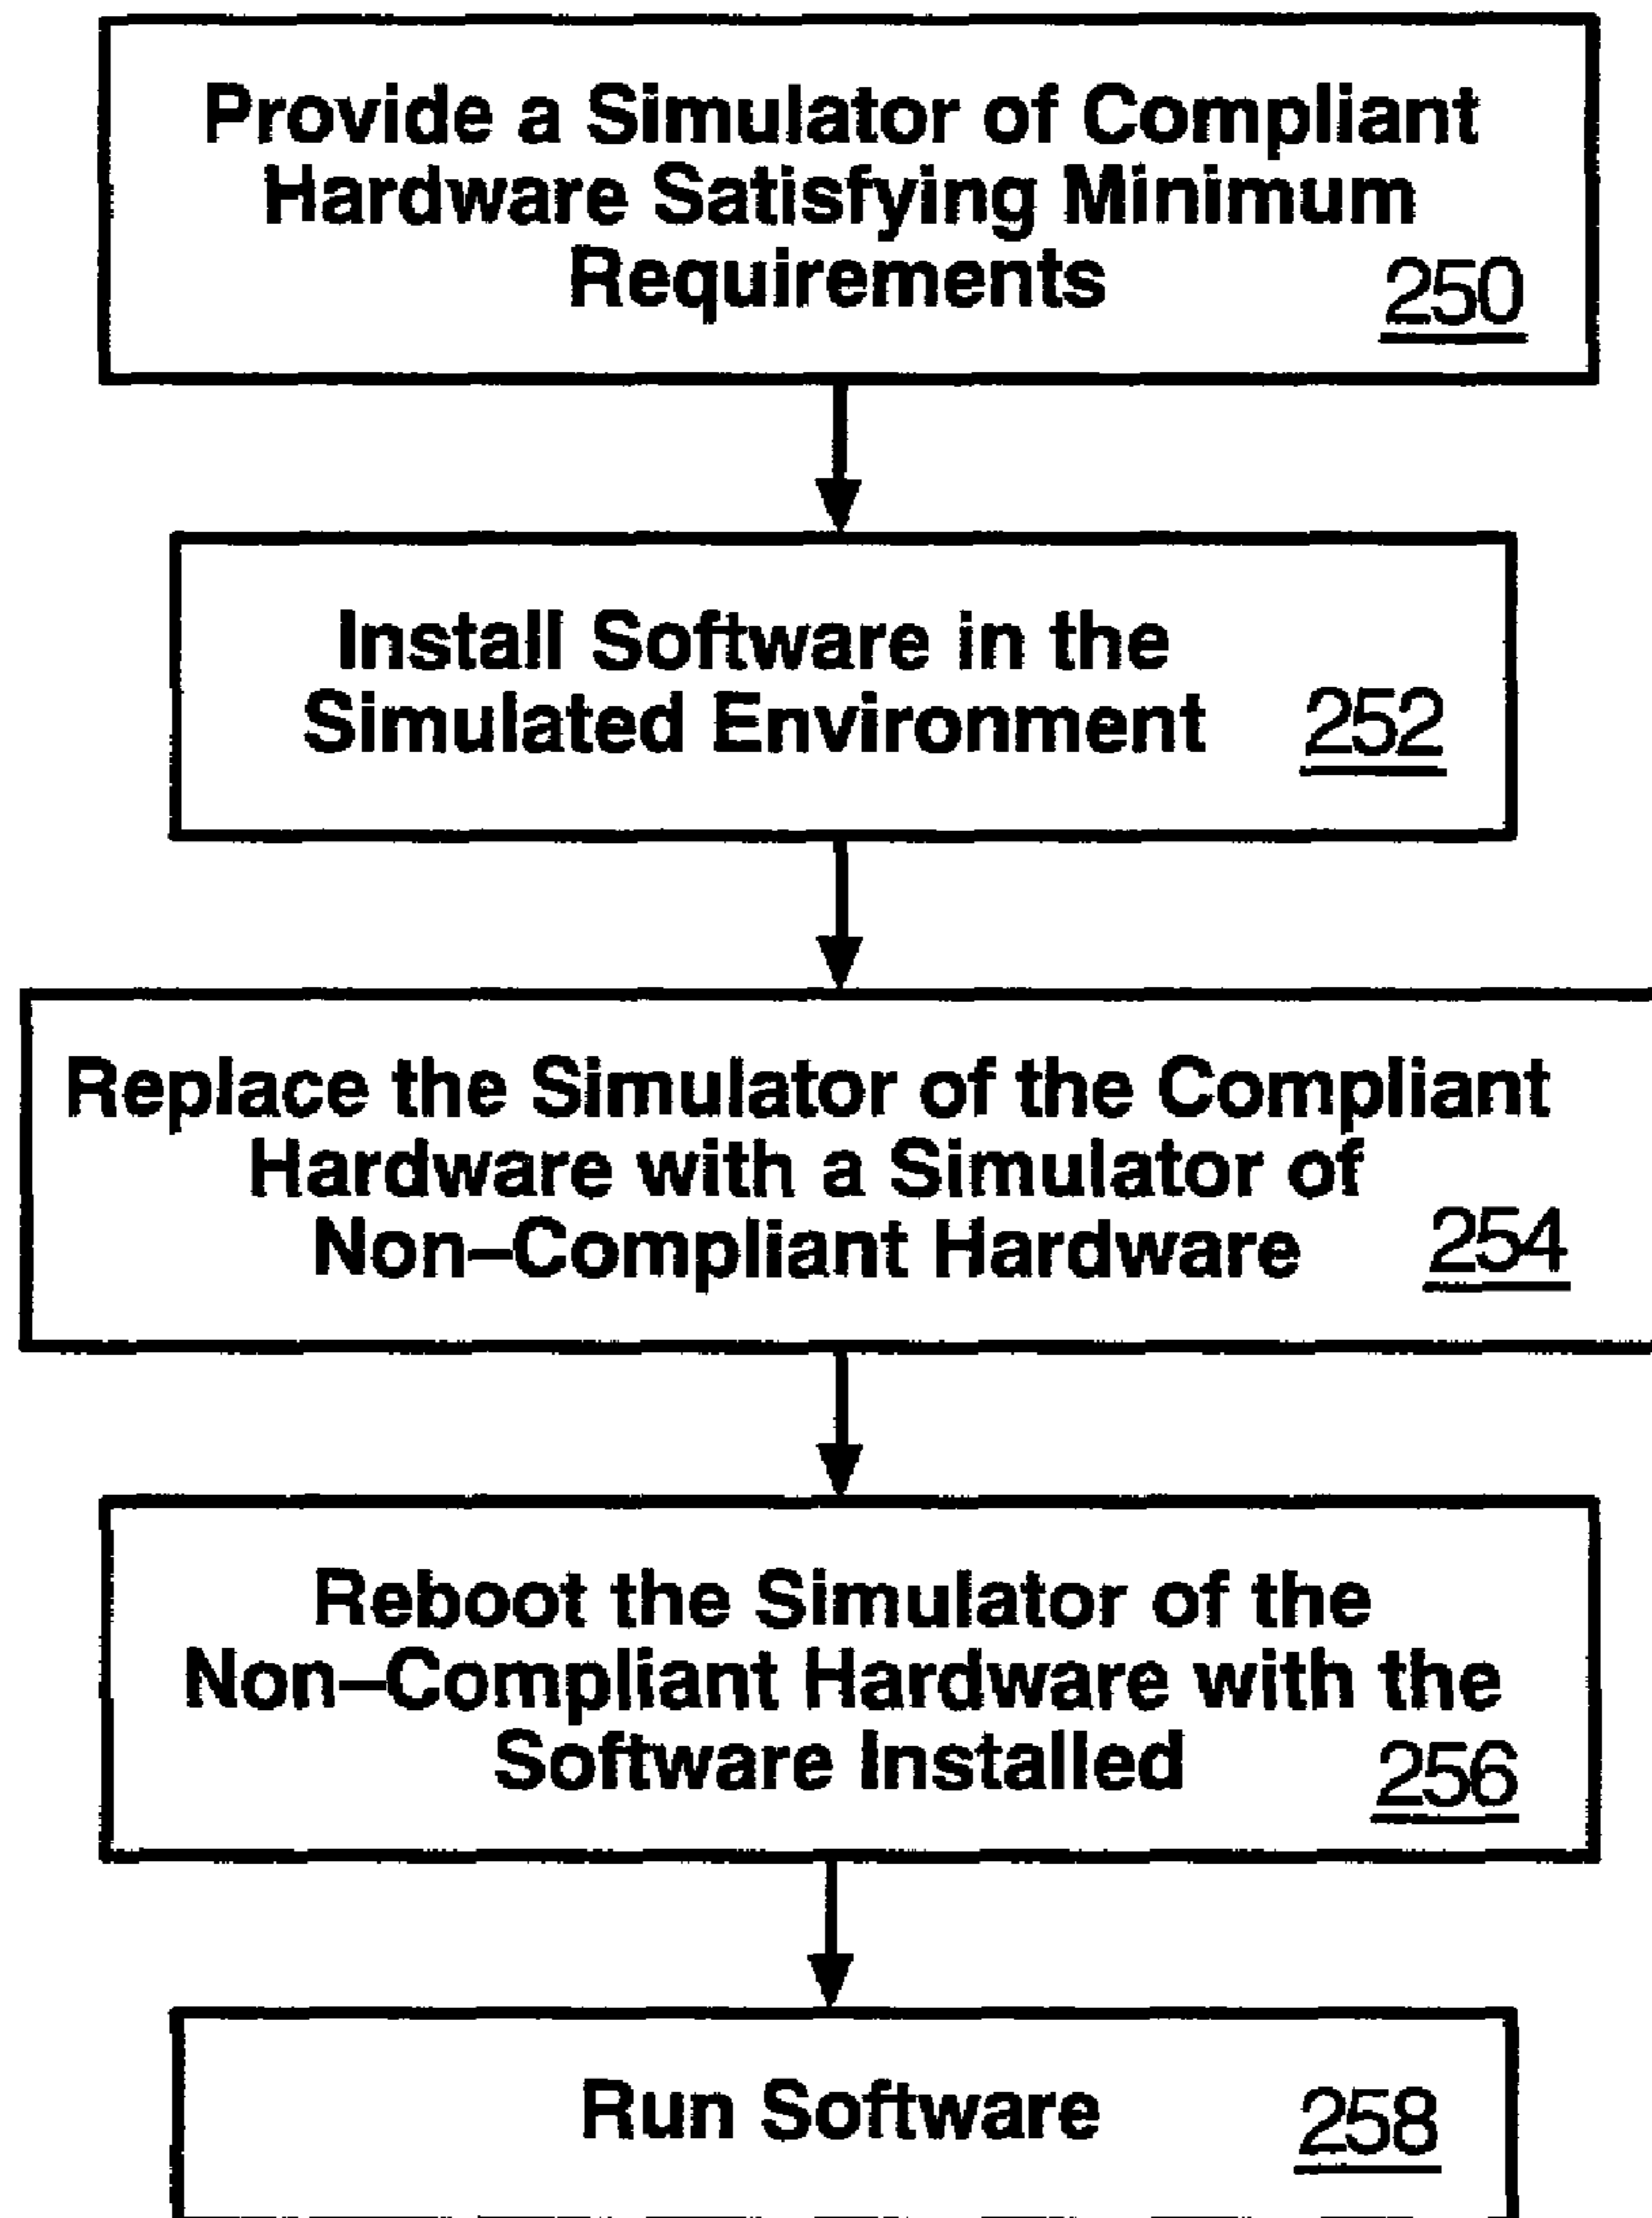 Provide a Simulator of Compliant
Hardware Satisfying Minimum
Requirements
250
Install Software in the
Simulated Environment
252
Replace the Simulator of the Compliant
Hardware with a Simulator of
Non–Compliant Hardware
254
Reboot the Simulator of the
Non–Compliant Hardware with the
Software Installed
256
Run Software
258